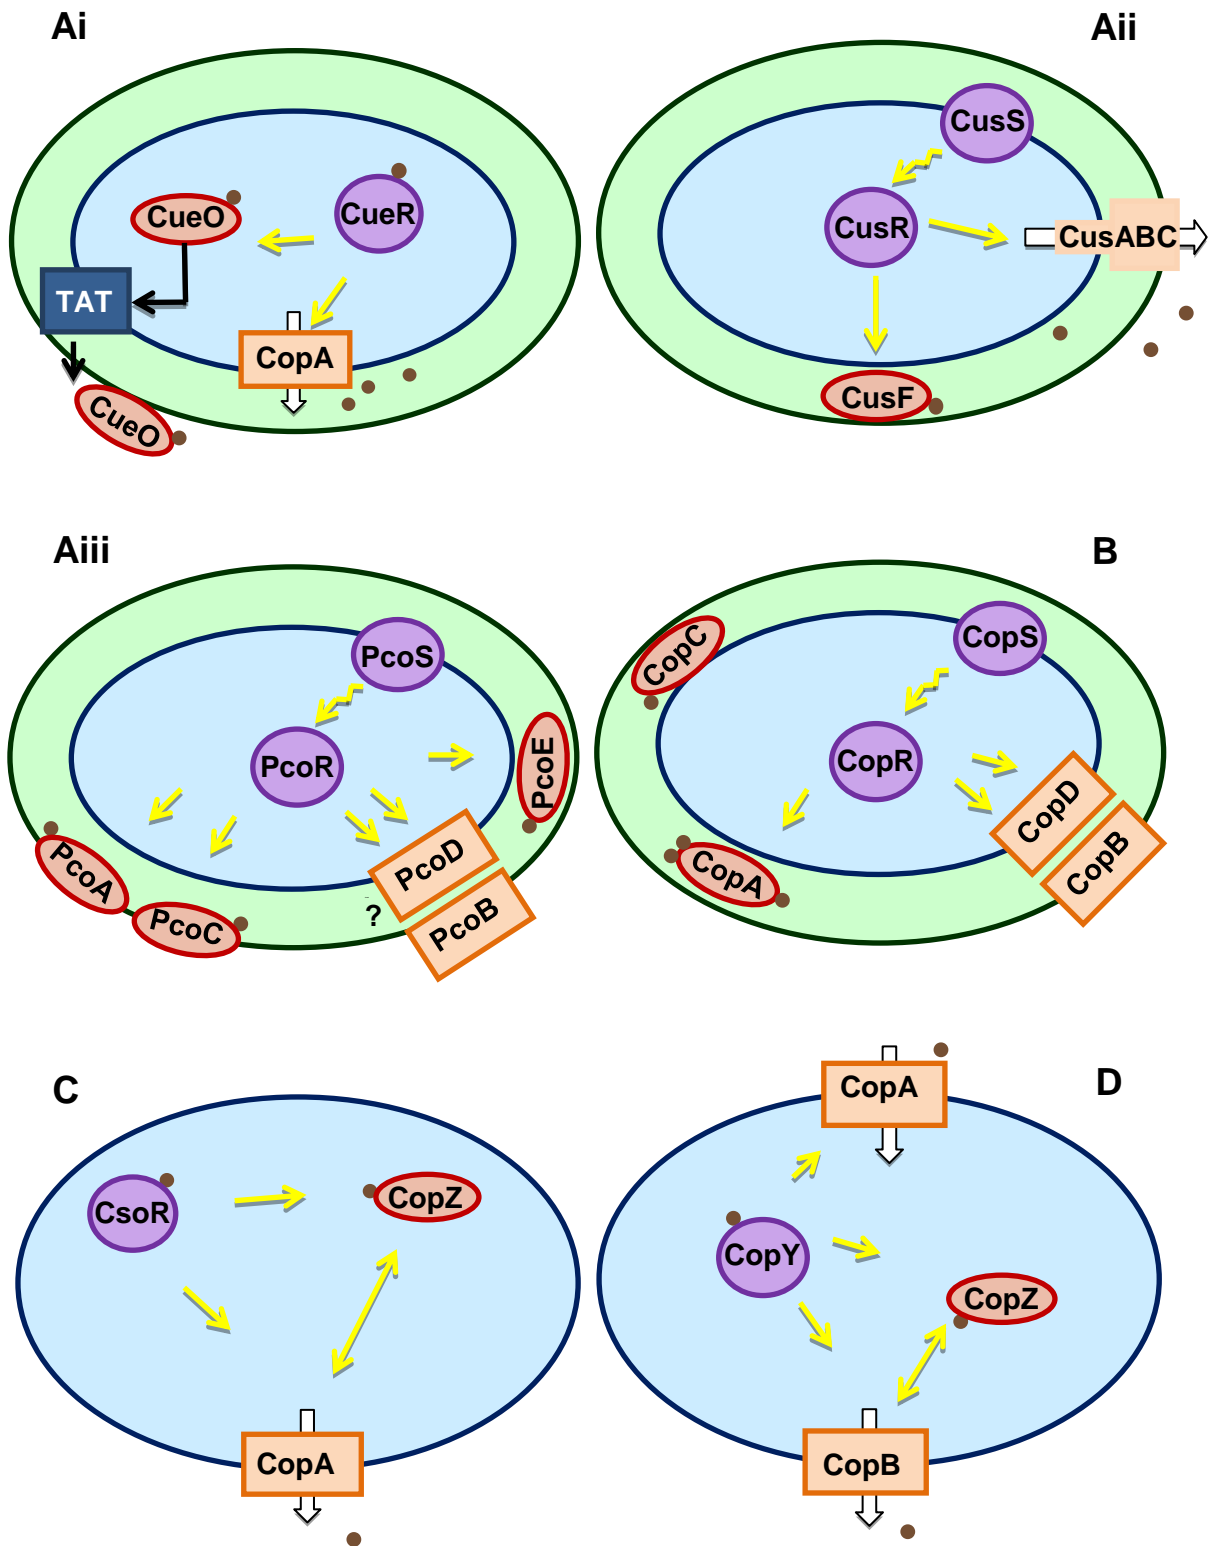 Ai
CueO
CueR
TAT
CopA
CueO
Aii
CusS
CusR
CusABC
CusF
Aiii
PcoS
PcoR
PcoE
PcoA
PcoC
PcoD
PcoB
?
B
CopC
CopS
CopR
CopD
CopB
CopA
C
CsoR
CopZ
CopA
D
CopA
CopY
CopZ
CopB